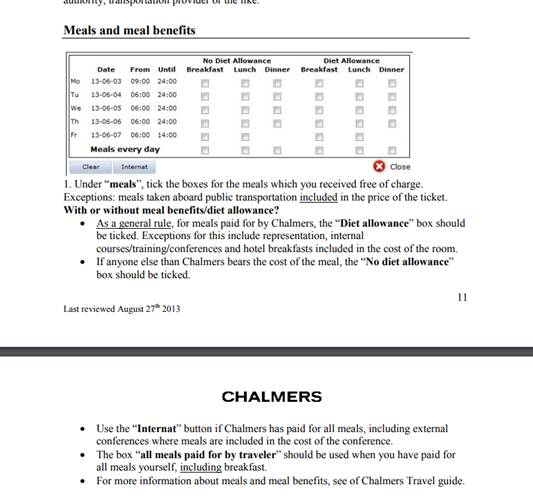 authority, transportation provider or the like.
Meals and meal benefits
No Diet Allowance Diet Allowance
Date From Until Breakfast Lunch Dinner Breakfast Lunch Dinner
Mo 13-06-03 09:00 24:00
Tu 13-06-04 06:00 24:00
We 13-06-05 06:00 24:00
Th 13-06-06 06:00 24:00
Fr 13-06-07 06:00 14:00
Meals every day
Clear Internat Close
1. Under “meals”, tick the boxes for the meals which you received free of charge.
Exceptions: meals taken aboard public transportation included in the price of the ticket.
With or without meal benefits/diet allowance?
• As a general rule, for meals paid for by Chalmers, the “Diet allowance” box should
be ticked. Exceptions for this include representation, internal
courses/training/conferences and hotel breakfasts included in the cost of the room.
• If anyone else than Chalmers bears the cost of the meal, the “No diet allowance”
box should be ticked.
11
Last reviewed August 27th 2013
CHALMERS
• Use the “Internat” button if Chalmers has paid for all meals, including external
conferences where meals are included in the cost of the conference.
• The box “all meals paid for by traveler” should be used when you have paid for
all meals yourself, including breakfast.
• For more information about meals and meal benefits, see of Chalmers Travel guide.